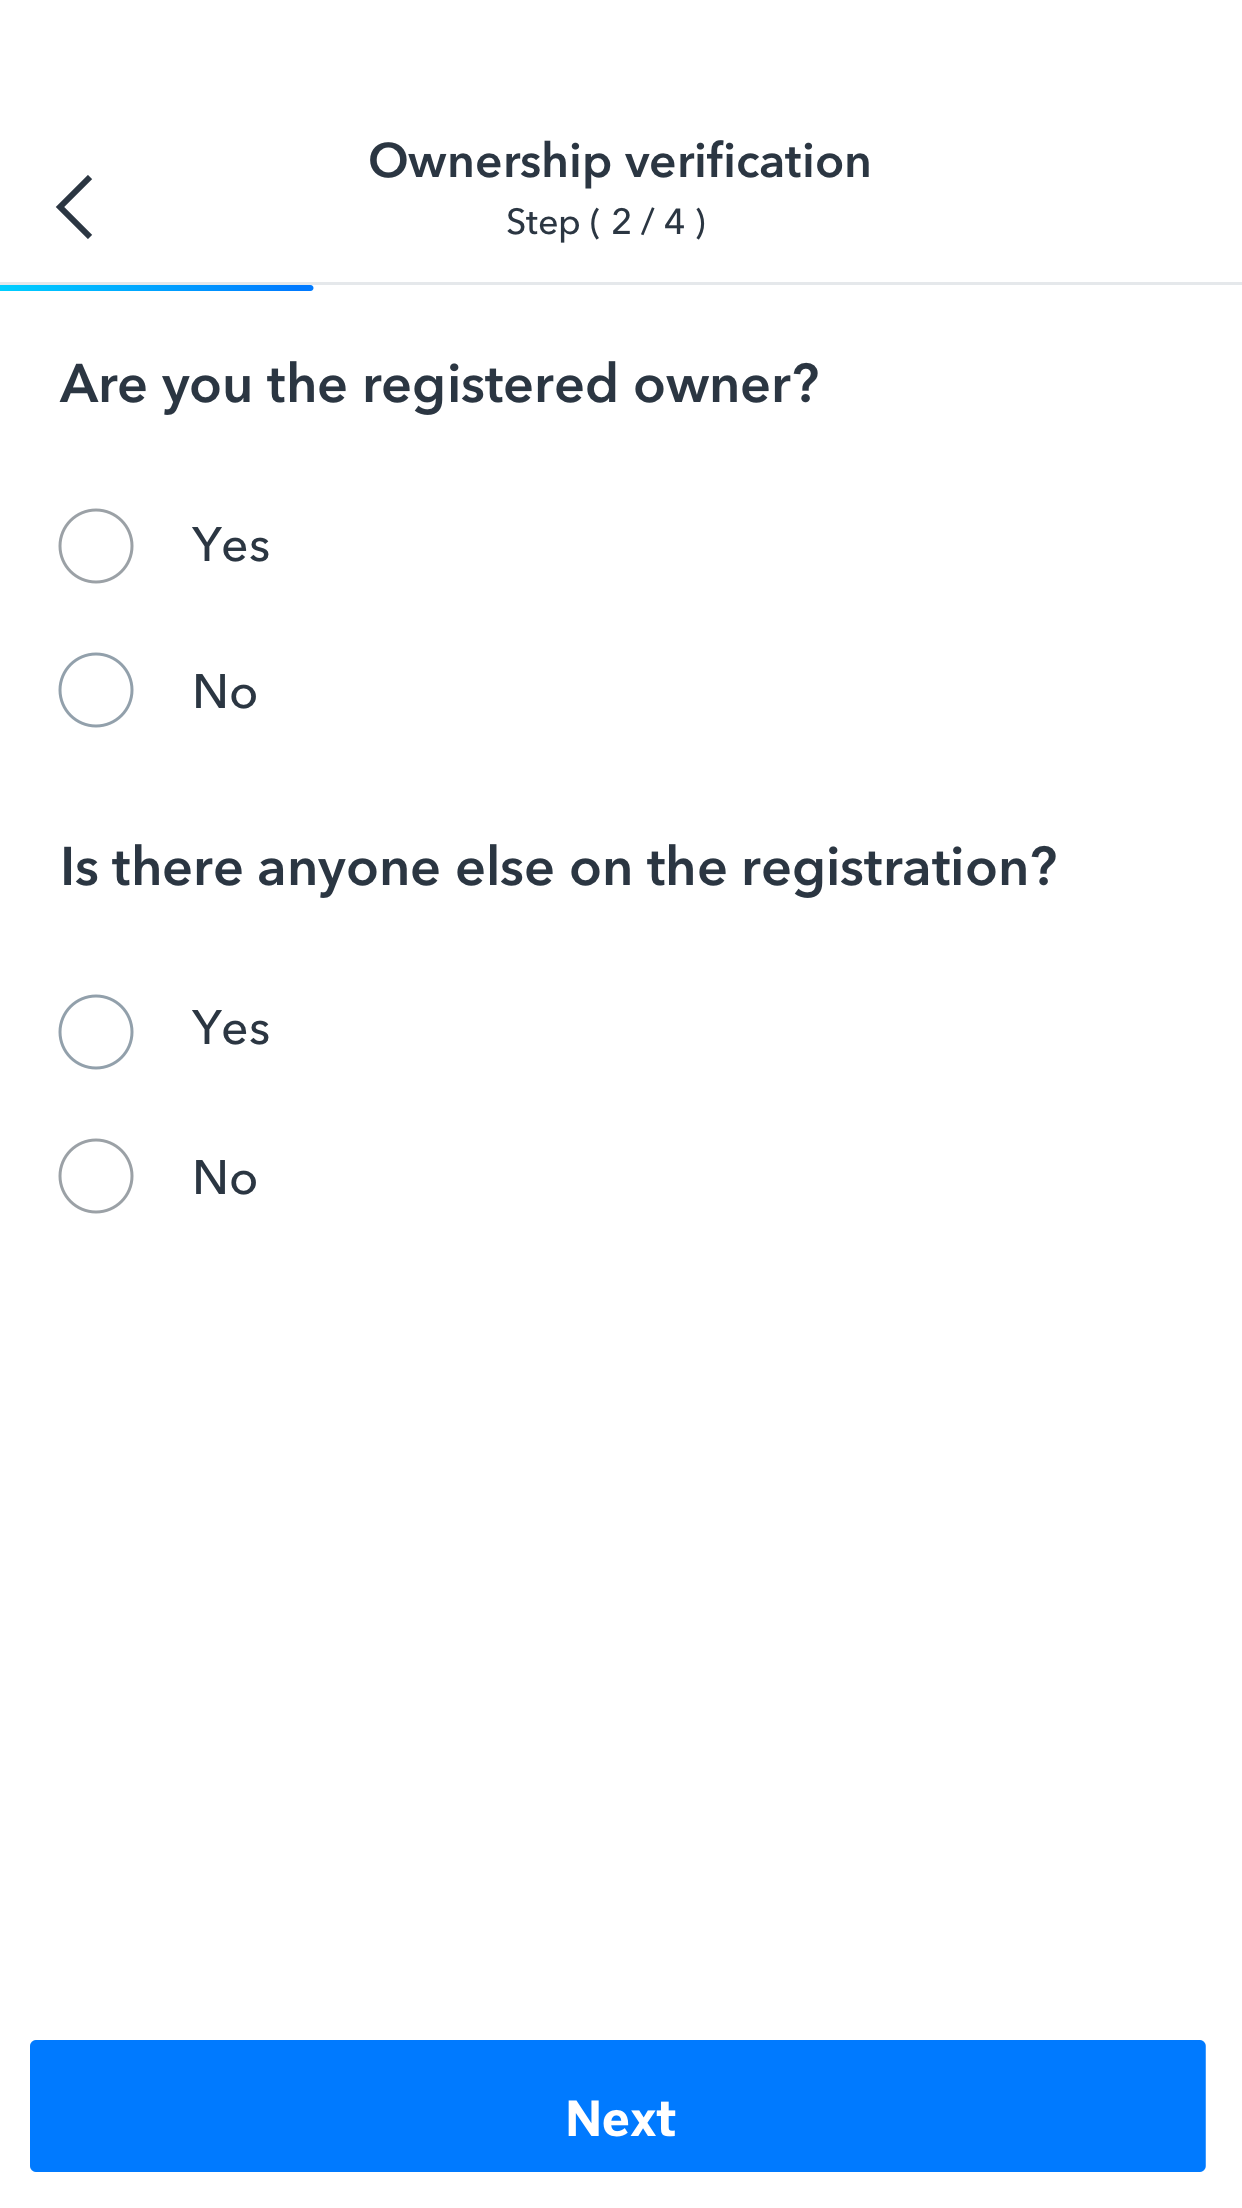 Ownership verification
Step ( 2 / 4 )
Are you the registered owner?
Yes
No
Is there anyone else on the registration?
Yes
No
Next